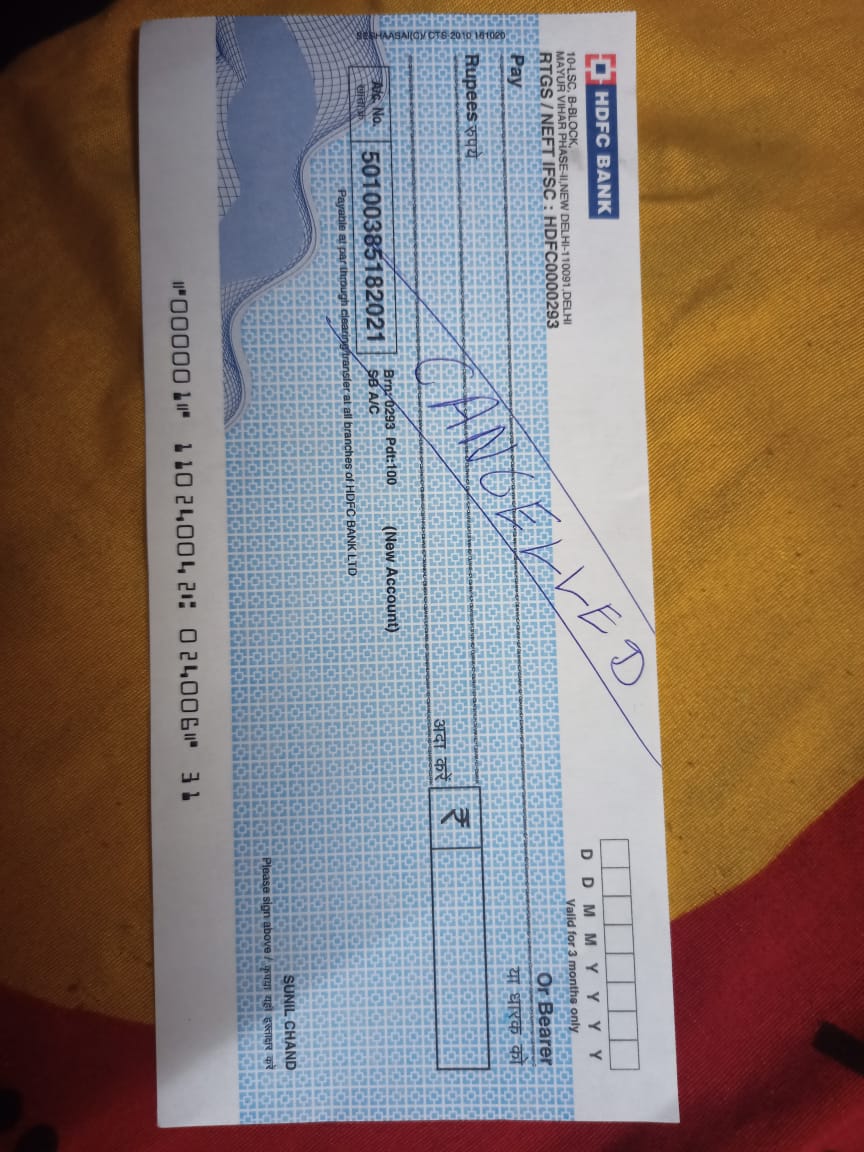 SESHAASAI(C)/ CTS-2010 161020
HDFC BANK
10-LSC, B-BLOCK,
MAYUR VIHAR PHASE-II,NEW DELHI-110091,DELHI
RTGS / NEFT IFSC : HDFC0000293
D D M M Y Y Y Y
Valid for 3 months only
Pay
Or Bearer
या धारक को
Rupees रुपये
CANCELLED
अदा करें
₹
A/c. No.
50100385182021
Brn:0293 Pdt:100
SB A/C
(New Account)
Payable at par through clearing/transfer at all branches of HDFC BANK LTD
SUNIL CHAND
Please sign above / कृपया यहाँ हस्ताक्षर करें
⑈000001⑈ 110240042⑆ 024006⑈ 31